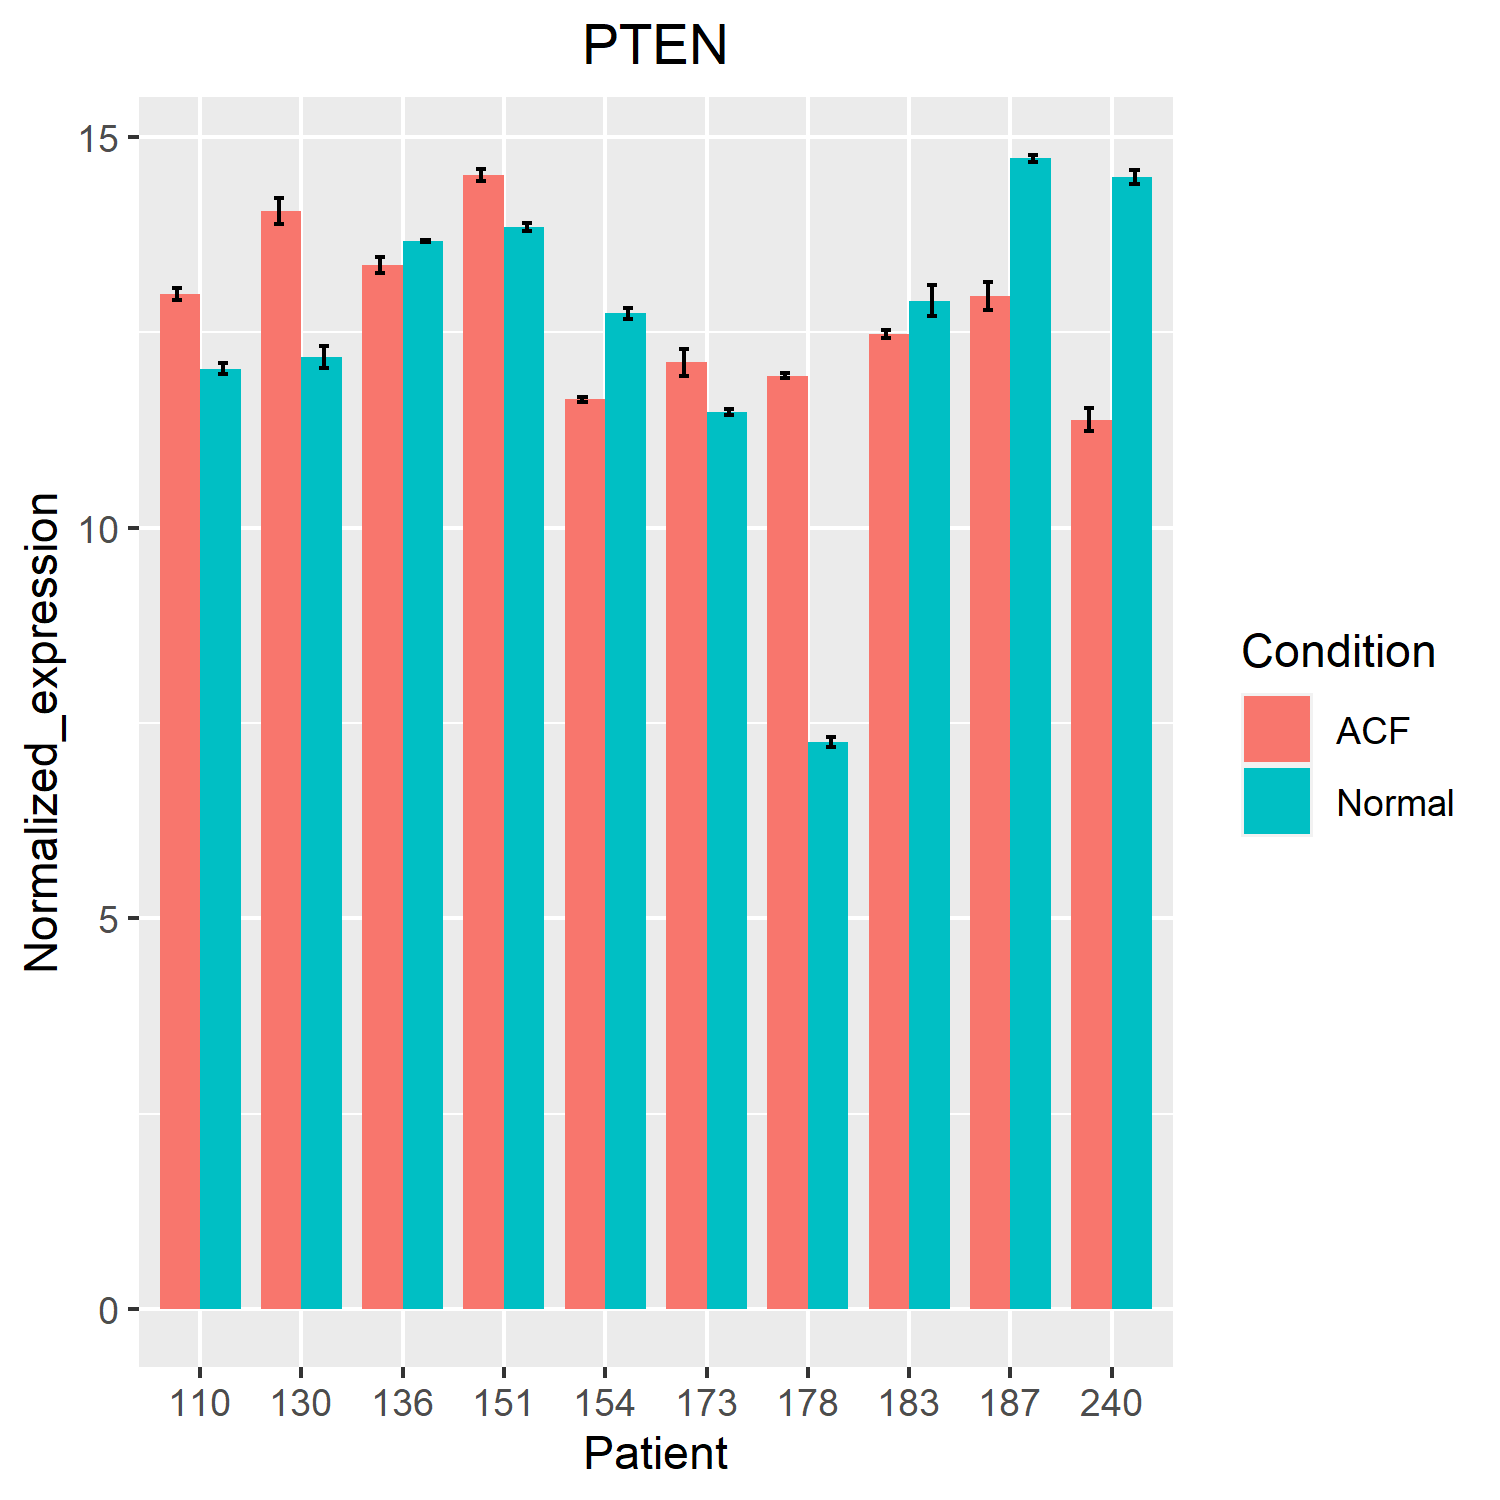 PTEN
15
10
5
0
Normalized_expression
110 130 136 151 154 173 178 183 187 240
Patient
Condition
ACF
Normal